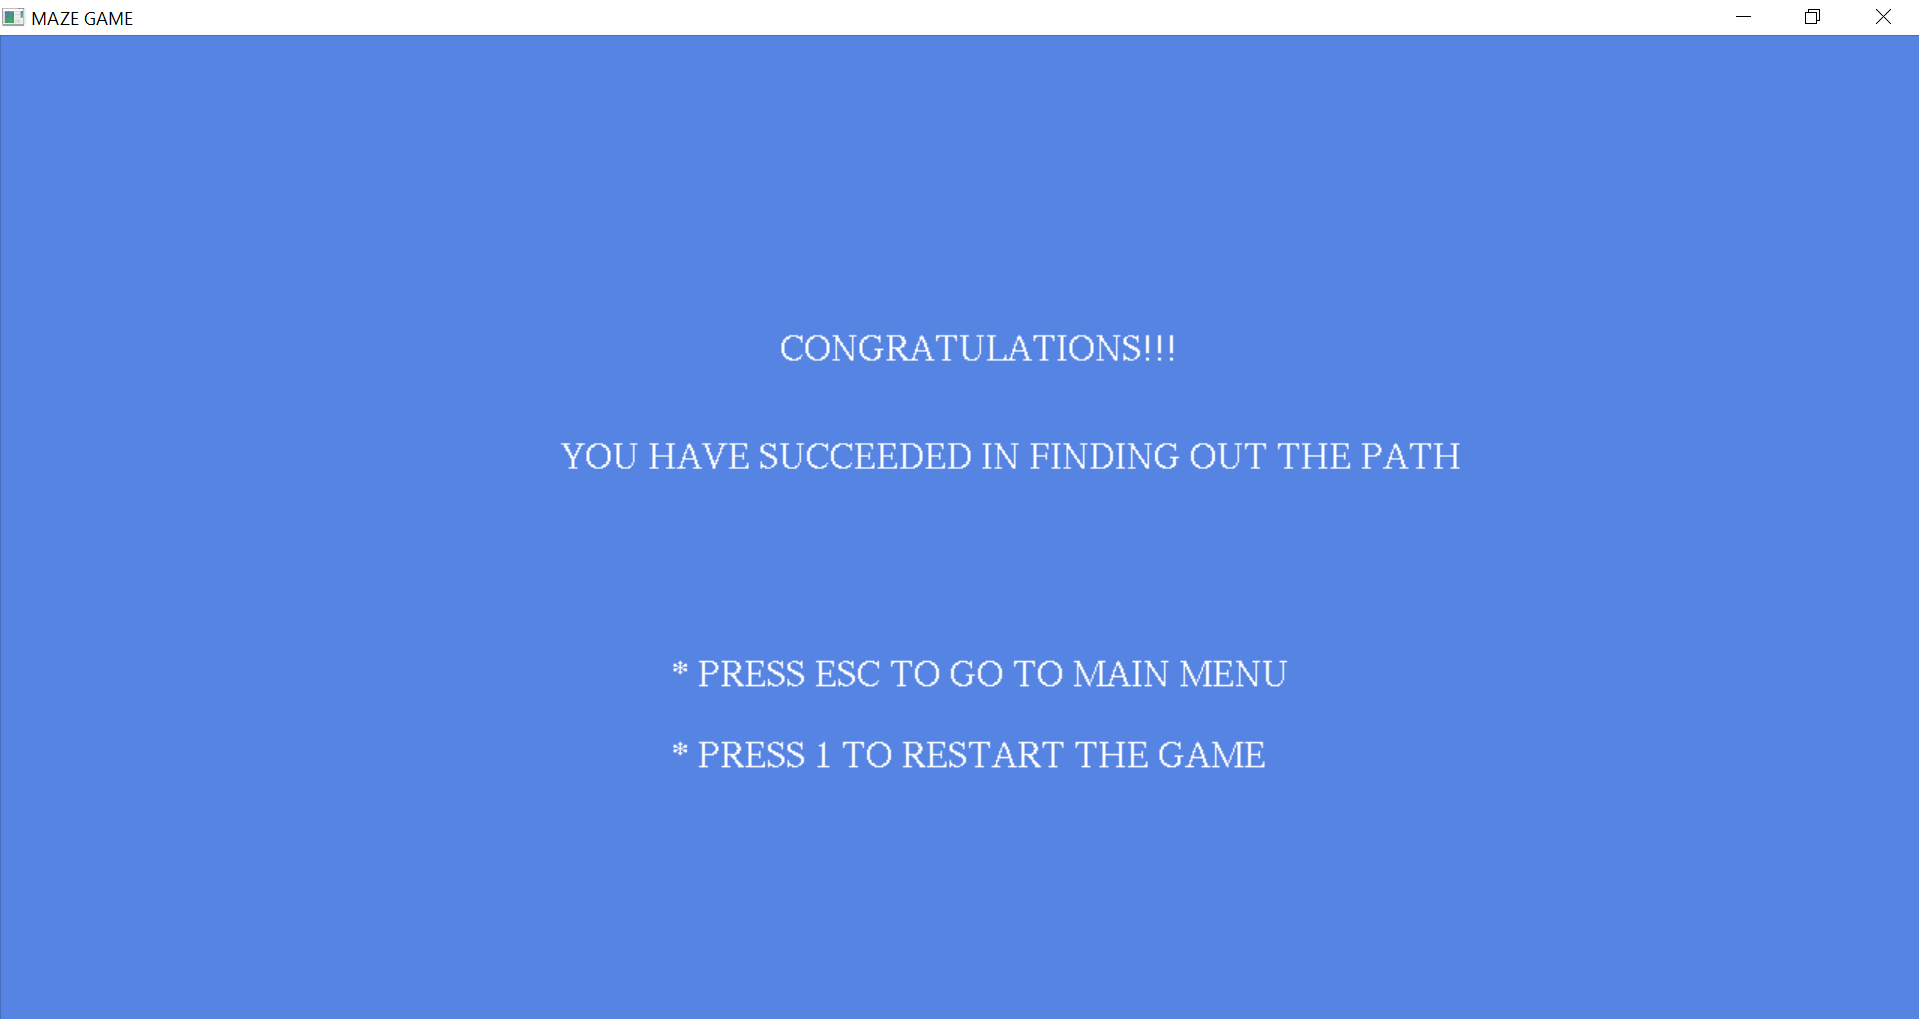 MAZE GAME
CONGRATULATIONS!!!
YOU HAVE SUCCEEDED IN FINDING OUT THE PATH
* PRESS ESC TO GO TO MAIN MENU
* PRESS 1 TO RESTART THE GAME